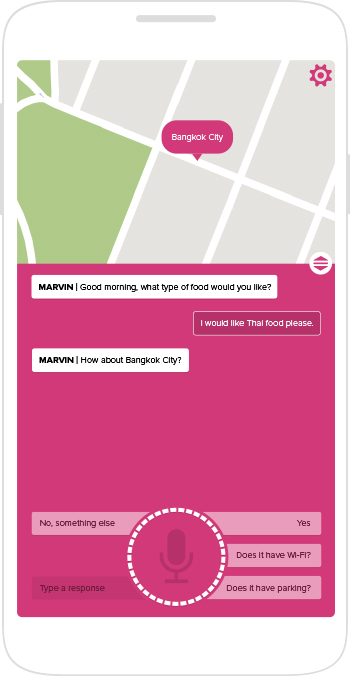 Bangkok City
MARVIN | Good morning, what type of food would you like?
I would like Thai food please.
MARVIN | How about Bangkok City?
No, something else
Yes
Does it have Wi-Fi?
Type a response
Does it have parking?